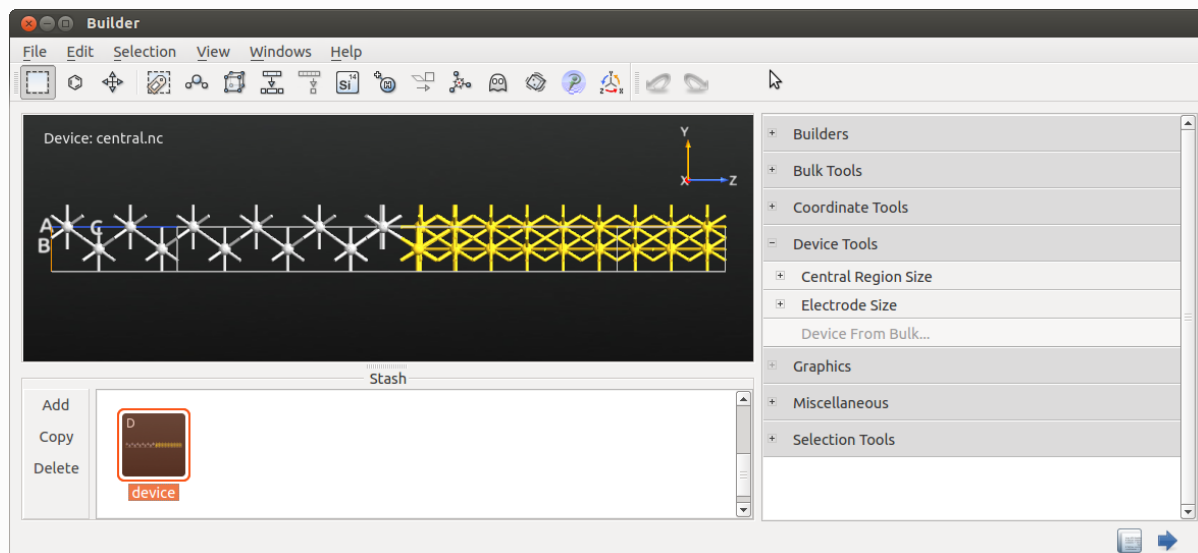 Builder
File Edit Selection View Windows Help
Si 14
Device: central.nc
Y
X
Z
A
B
C
Builders
Bulk Tools
Coordinate Tools
Device Tools
Central Region Size
Electrode Size
Device From Bulk...
Graphics
Miscellaneous
Selection Tools
Stash
Add
Copy
Delete
D
device